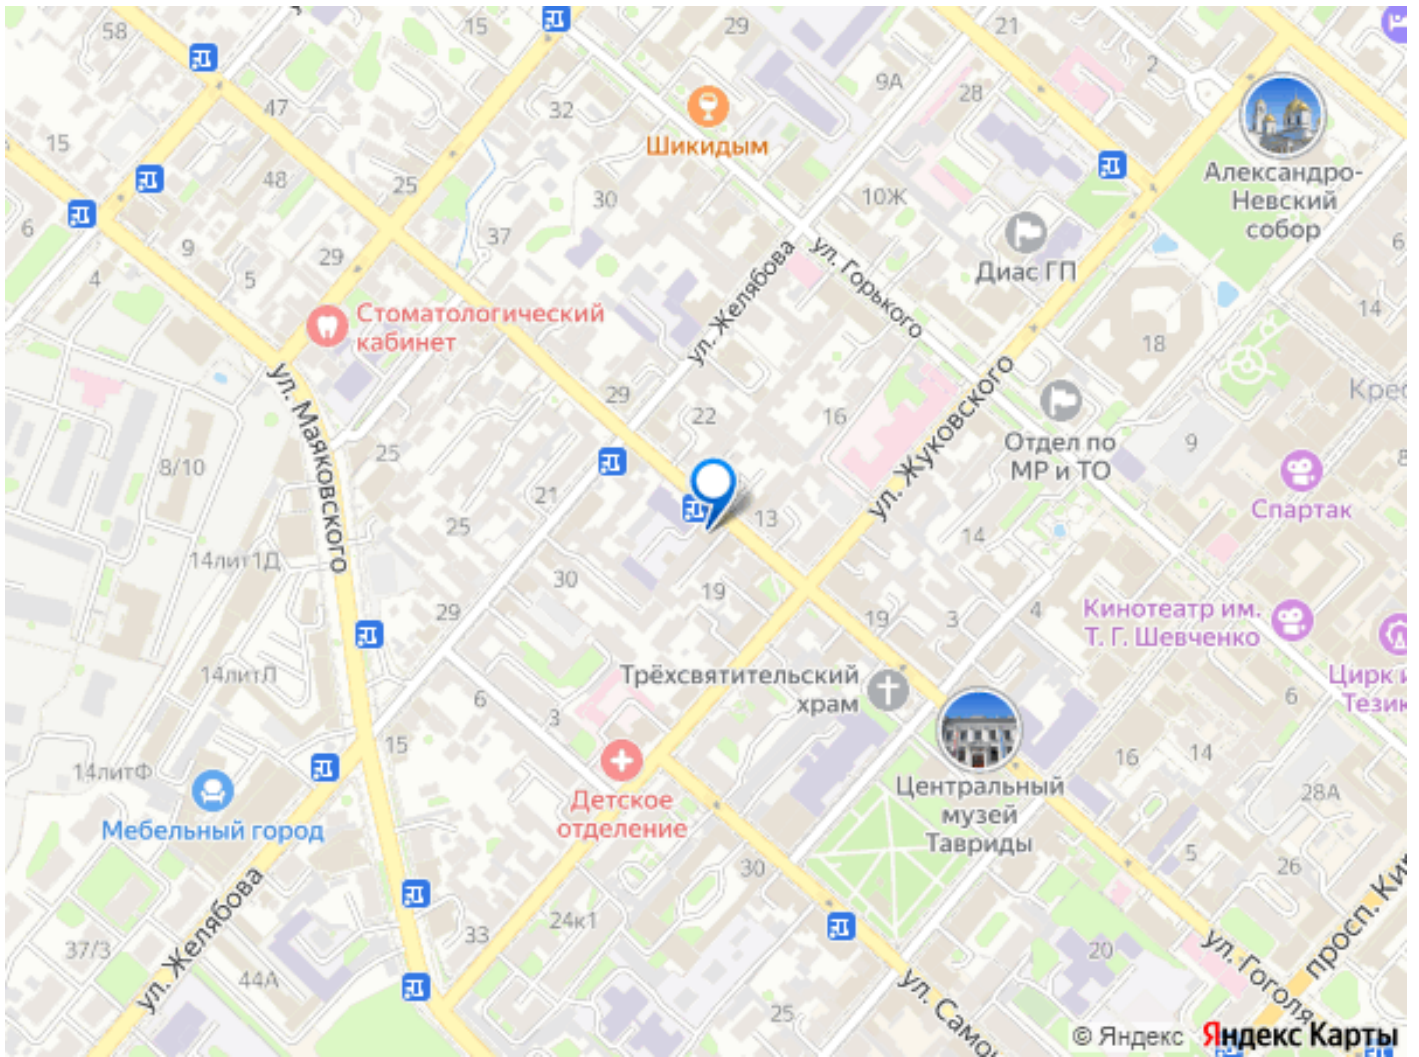 58
15
29
21
2
9А
28
47
32
Шикидым
15
Александро-
Невский
собор
48
25
30
10Ж
6
37
9
29
5
4
ул. Желябова
ул. Горького
Диас ГП
14
Стоматологический
кабинет
18
ул. Маяковского
29
22
16
ул. Жуковского
Отдел по
МР и ТО
9
Спартак
25
8/10
21
25
13
14
14лит1Д
30
19
29
19
3
4
Кинотеатр им.
Т. Г. Шевченко
Трёхсвятительский
храм
14литЛ
6
3
6
15
16
14
14литФ
Мебельный город
Детское
отделение
Центральный
музей
Тавриды
28А
5
26
30
ул. Желябова
24к1
33
37/3
44А
20
25
ул. Гоголя
© Яндекс
Яндекс Карты